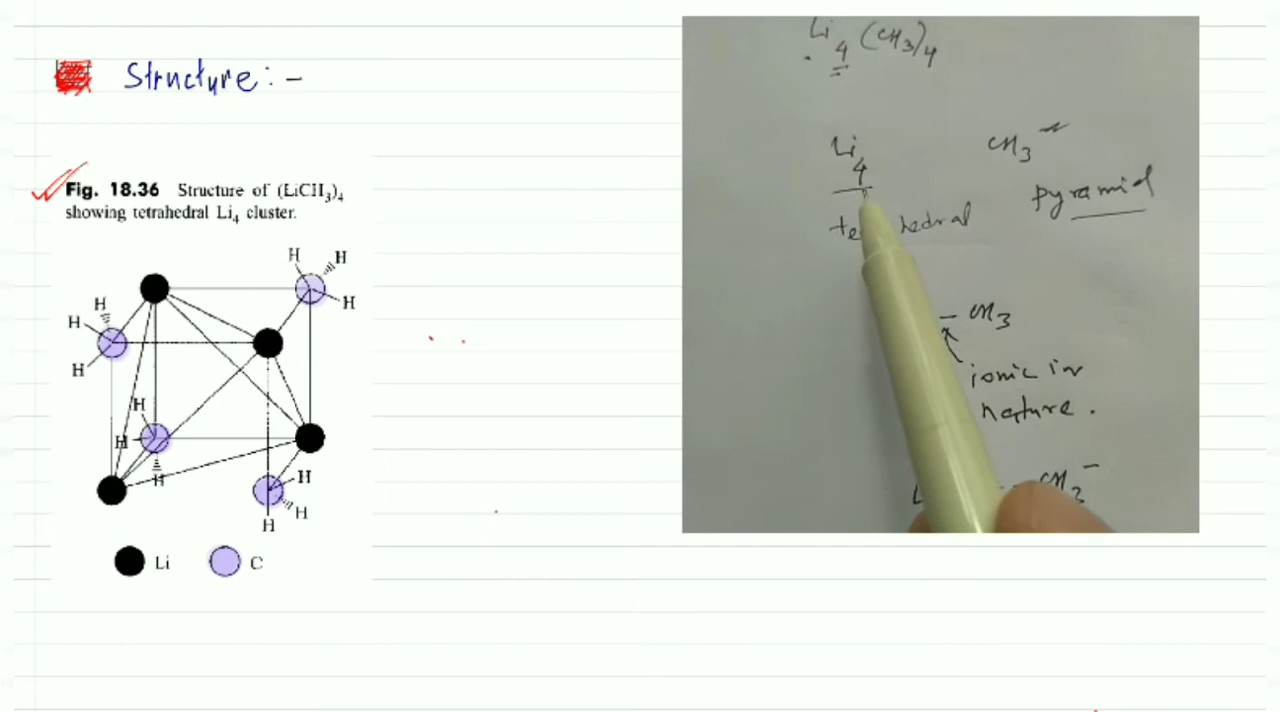 Structure :-
Fig. 18.36 Structure of (LiCH₃)₄
showing tetrahedral Li₄ cluster.
H H
H
H
H
H
H
H
H
H
H
H
Li C
Li₄ (CH₃)₄
Li₄ CH₃⁻
hedral pyramid
– CH₃
ionic in
nature.
CH₃⁻